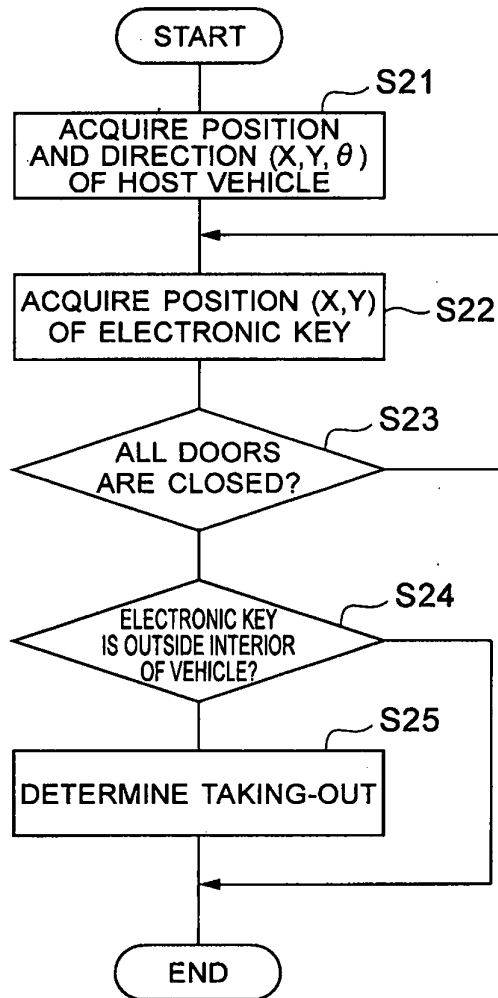 START
S21
ACQUIRE POSITION
AND DIRECTION (X,Y,θ)
OF HOST VEHICLE
ACQUIRE POSITION (X,Y)
OF ELECTRONIC KEY
S22
S23
ALL DOORS
ARE CLOSED?
S24
ELECTRONIC KEY
IS OUTSIDE INTERIOR
OF VEHICLE?
S25
DETERMINE TAKING-OUT
END